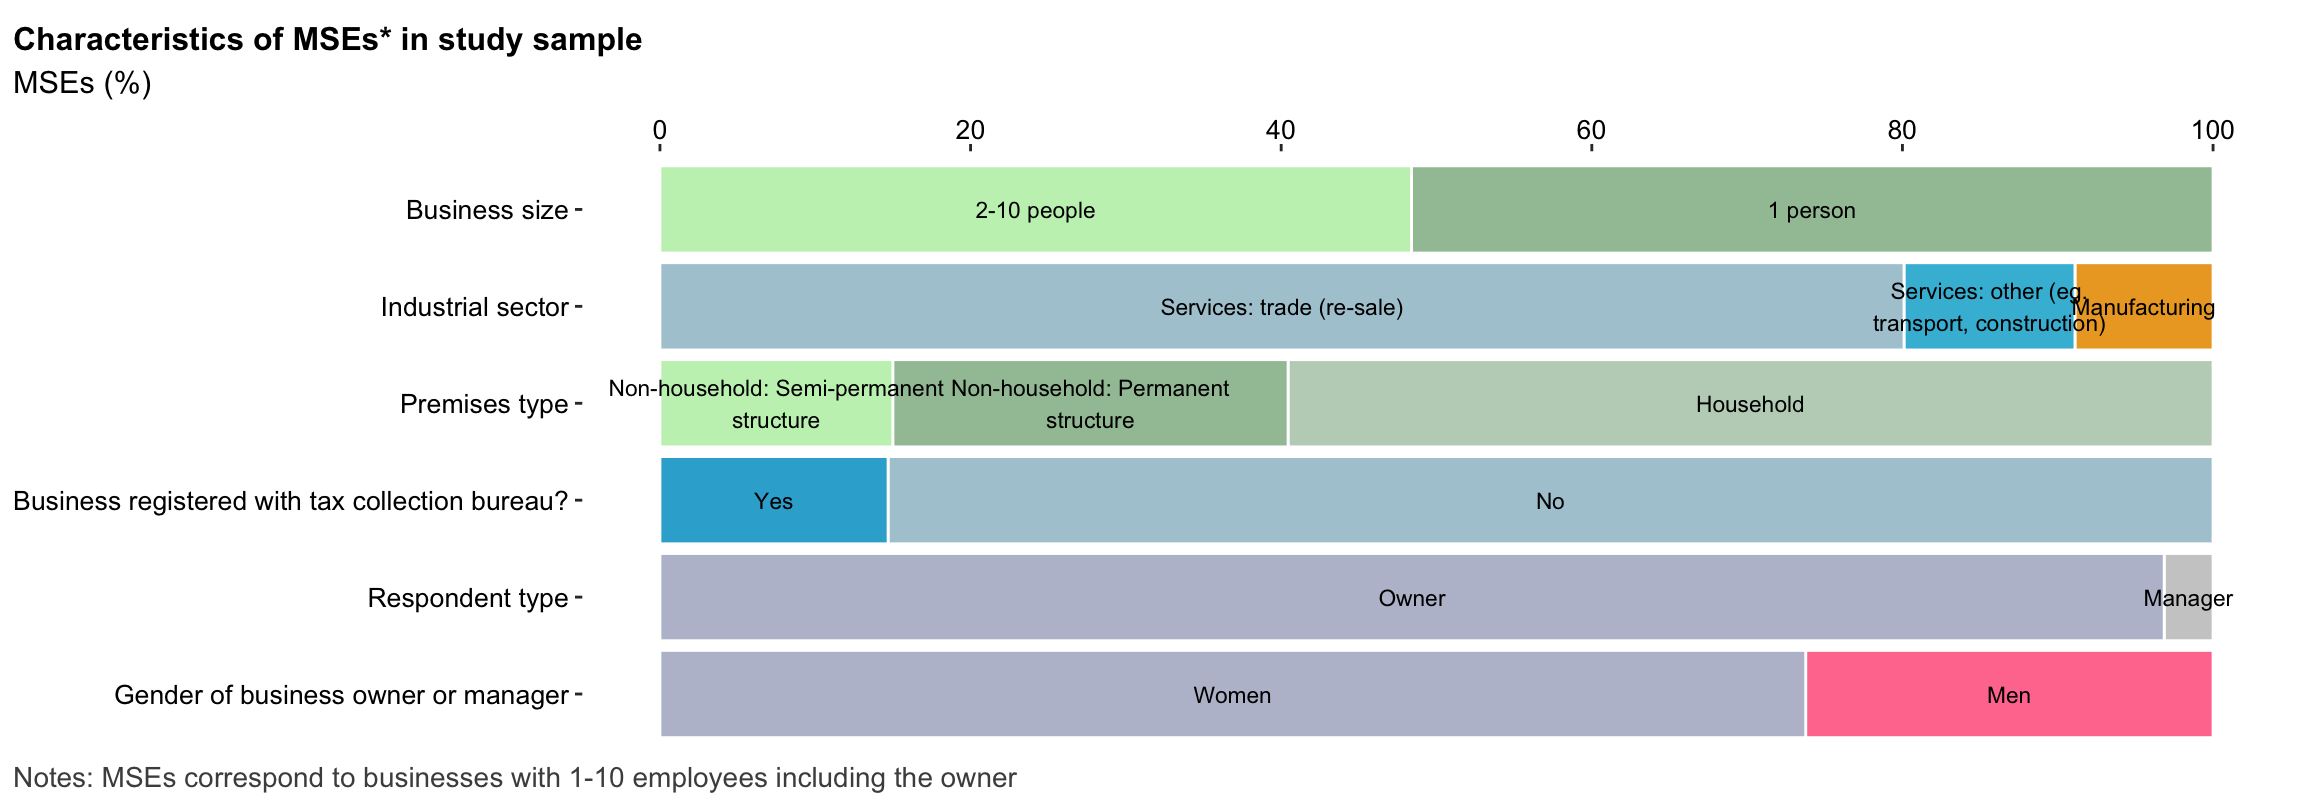 Characteristics of MSEs* in study sample
MSEs (%)
0 20 40 60 80 100
Business size
2-10 people
1 person
Industrial sector
Services: trade (re-sale)
Services: other (eg,
transport, construction)
Manufacturing
Premises type
Non-household: Semi-permanent
structure
Non-household: Permanent
structure
Household
Business registered with tax collection bureau?
Yes
No
Respondent type
Owner
Manager
Gender of business owner or manager
Women
Men
Notes: MSEs correspond to businesses with 1-10 employees including the owner